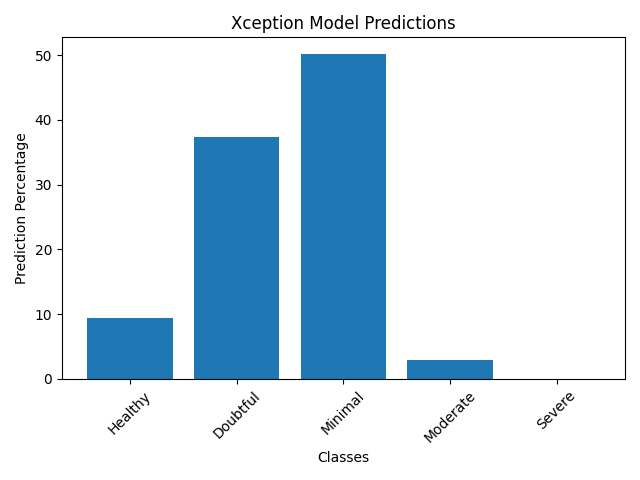 Xception Model Predictions
Prediction Percentage
50
40
30
20
10
0
Healthy
Doubtful
Minimal
Moderate
Severe
Classes